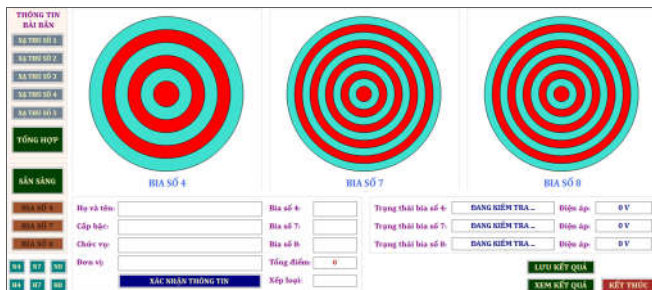 THÔNG TIN
BÀI BẮN
XẠ THỦ SỐ 1
XẠ THỦ SỐ 2
XẠ THỦ SỐ 3
XẠ THỦ SỐ 4
XẠ THỦ SỐ 5
TỔNG HỢP
SẴN SÀNG
BIA SỐ 4
BIA SỐ 7
BIA SỐ 8
N4 N7 N8
H4 H7 H8
BIA SỐ 4
BIA SỐ 7
BIA SỐ 8
Họ và tên:
Cấp bậc:
Chức vụ:
Đơn vị:
XÁC NHẬN THÔNG TIN
Bia số 4:
Bia số 7:
Bia số 8:
Tổng điểm: 0
Xếp loại:
Trạng thái bia số 4: ĐANG KIỂM TRA ... Điện áp: 0 V
Trạng thái bia số 7: ĐANG KIỂM TRA ... Điện áp: 0 V
Trạng thái bia số 8: ĐANG KIỂM TRA ... Điện áp: 0 V
LƯU KẾT QUẢ
XEM KẾT QUẢ
KẾT THÚC